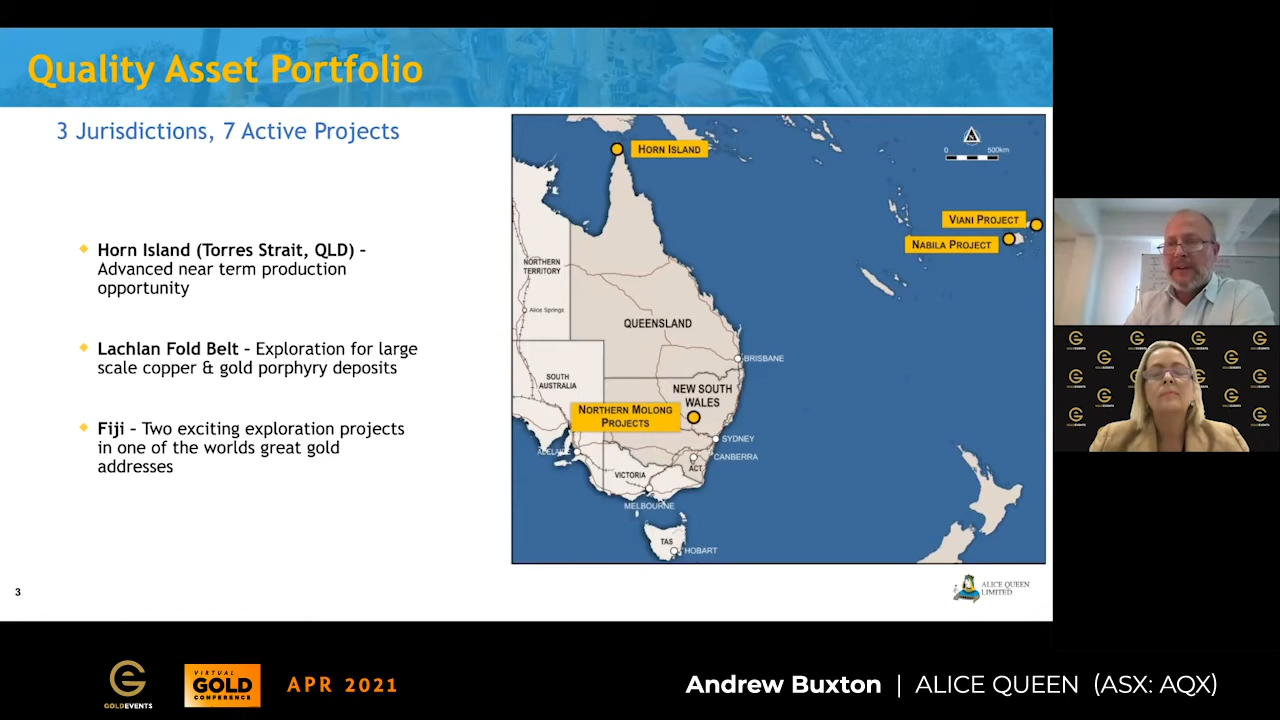 Quality Asset Portfolio
3 Jurisdictions, 7 Active Projects
Horn Island (Torres Strait, QLD) –
Advanced near term production
opportunity
Lachlan Fold Belt – Exploration for large
scale copper & gold porphyry deposits
Fiji – Two exciting exploration projects
in one of the worlds great gold
addresses
HORN ISLAND
0 500km
VIANI PROJECT
NABILA PROJECT
NORTHERN
TERRITORY
Alice Springs
QUEENSLAND
BRISBANE
SOUTH
AUSTRALIA
NEW SOUTH
WALES
NORTHERN MOLONG
PROJECTS
SYDNEY
ADELAIDE
CANBERRA
ACT
VICTORIA
MELBOURNE
TAS
HOBART
3
ALICE QUEEN
LIMITED
GOLDEVENTS
VIRTUAL
GOLD
CONFERENCE
APR 2021
Andrew Buxton | ALICE QUEEN (ASX: AQX)